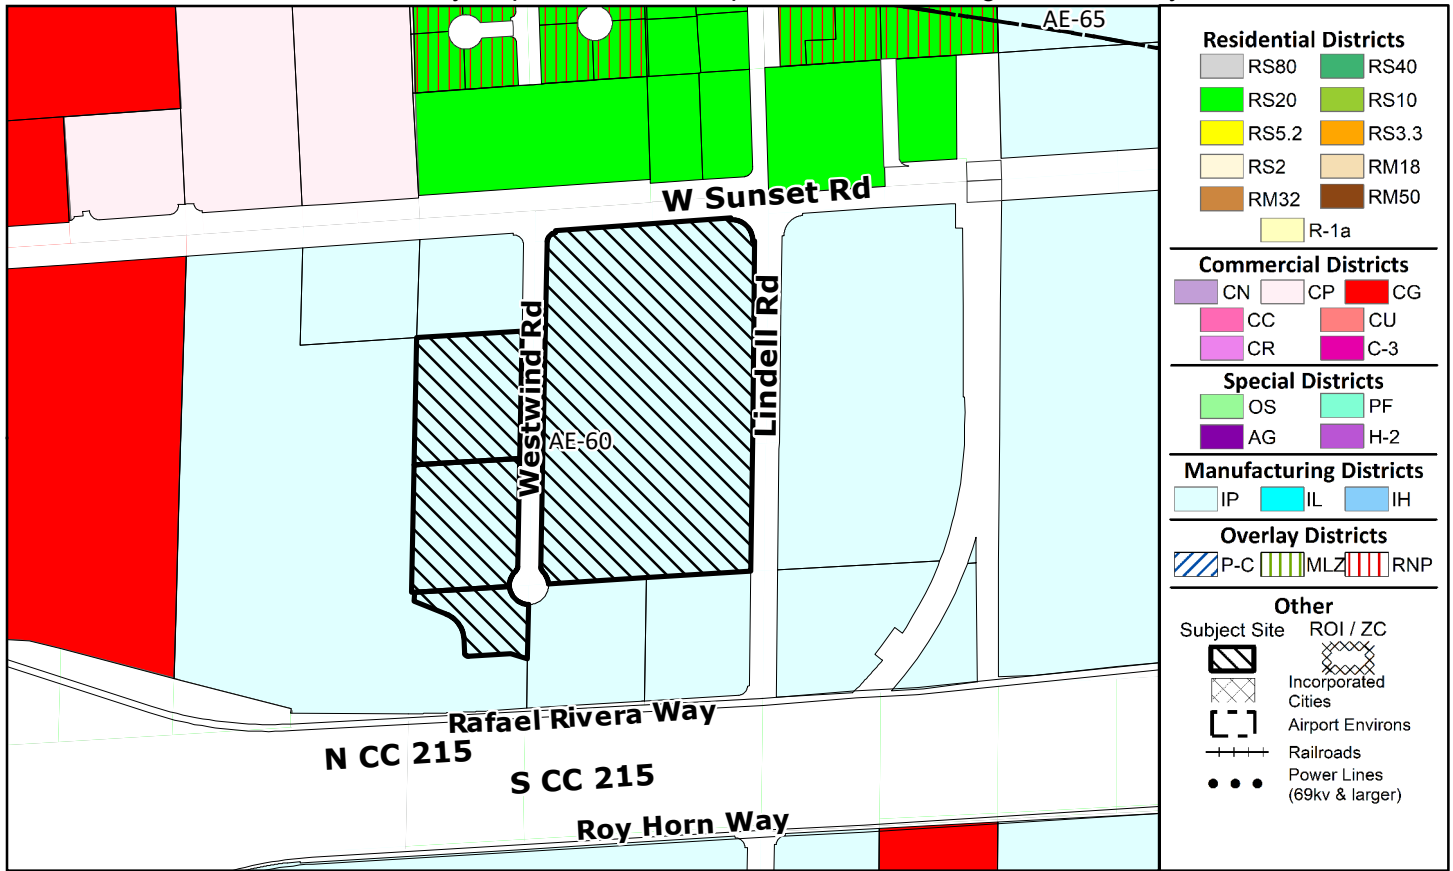 AE-65
W Sunset Rd
Westwind Rd
Lindell Rd
AE-60
Rafael Rivera Way
N CC 215
S CC 215
Roy Horn Way
Residential Districts
RS80 RS40
RS20 RS10
RS5.2 RS3.3
RS2 RM18
RM32 RM50
R-1a
Commercial Districts
CN CP CG
CC CU
CR C-3
Special Districts
OS PF
AG H-2
Manufacturing Districts
IP IL IH
Overlay Districts
P-C MLZ RNP
Other
Subject Site ROI / ZC
Incorporated
Cities
Airport Environs
Railroads
Power Lines
(69kv & larger)